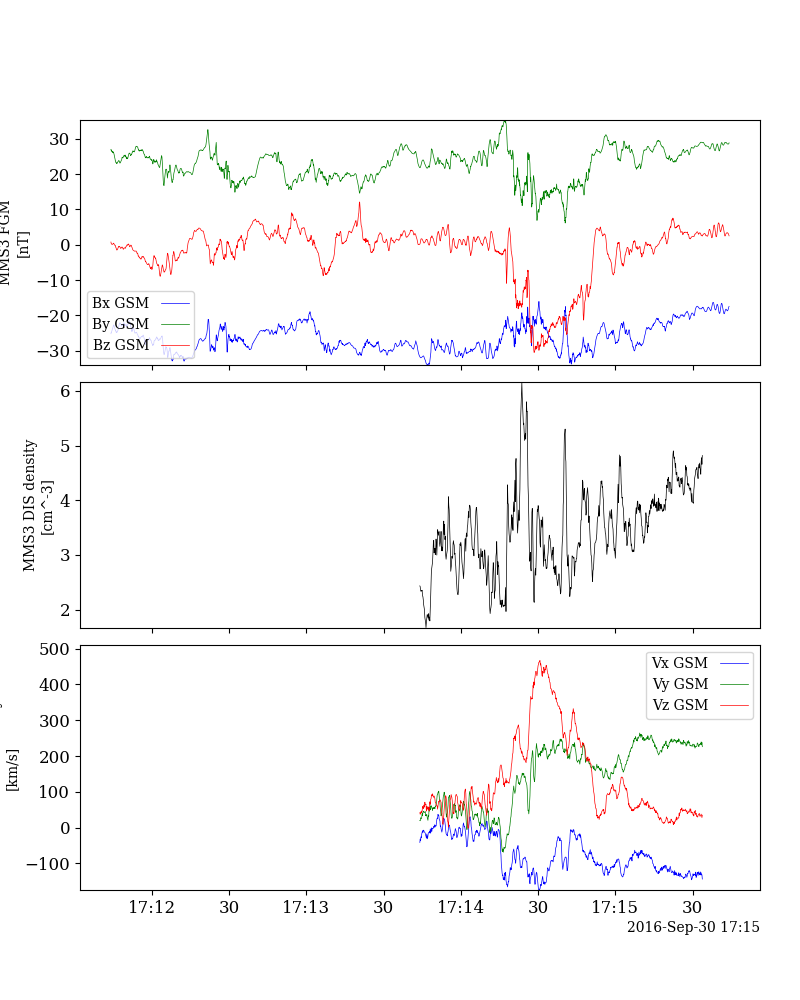 30
20
10
0
−10
−20
−30
MMS3 FGM
[nT]
Bx GSM
By GSM
Bz GSM
6
5
4
3
2
MMS3 DIS density
[cm^-3]
500
400
300
200
100
0
−100
[km/s]
Vx GSM
Vy GSM
Vz GSM
17:12 30 17:13 30 17:14 30 17:15 30
2016-Sep-30 17:15